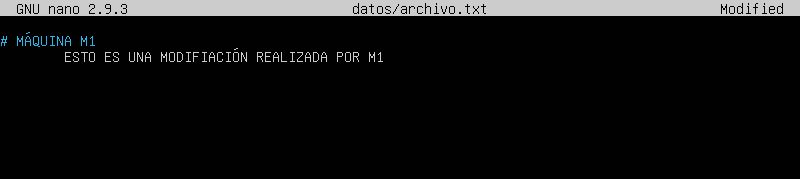 GNU nano 2.9.3 datos/archivo.txt Modified
# MÁQUINA M1
ESTO ES UNA MODIFIACIÓN REALIZADA POR M1